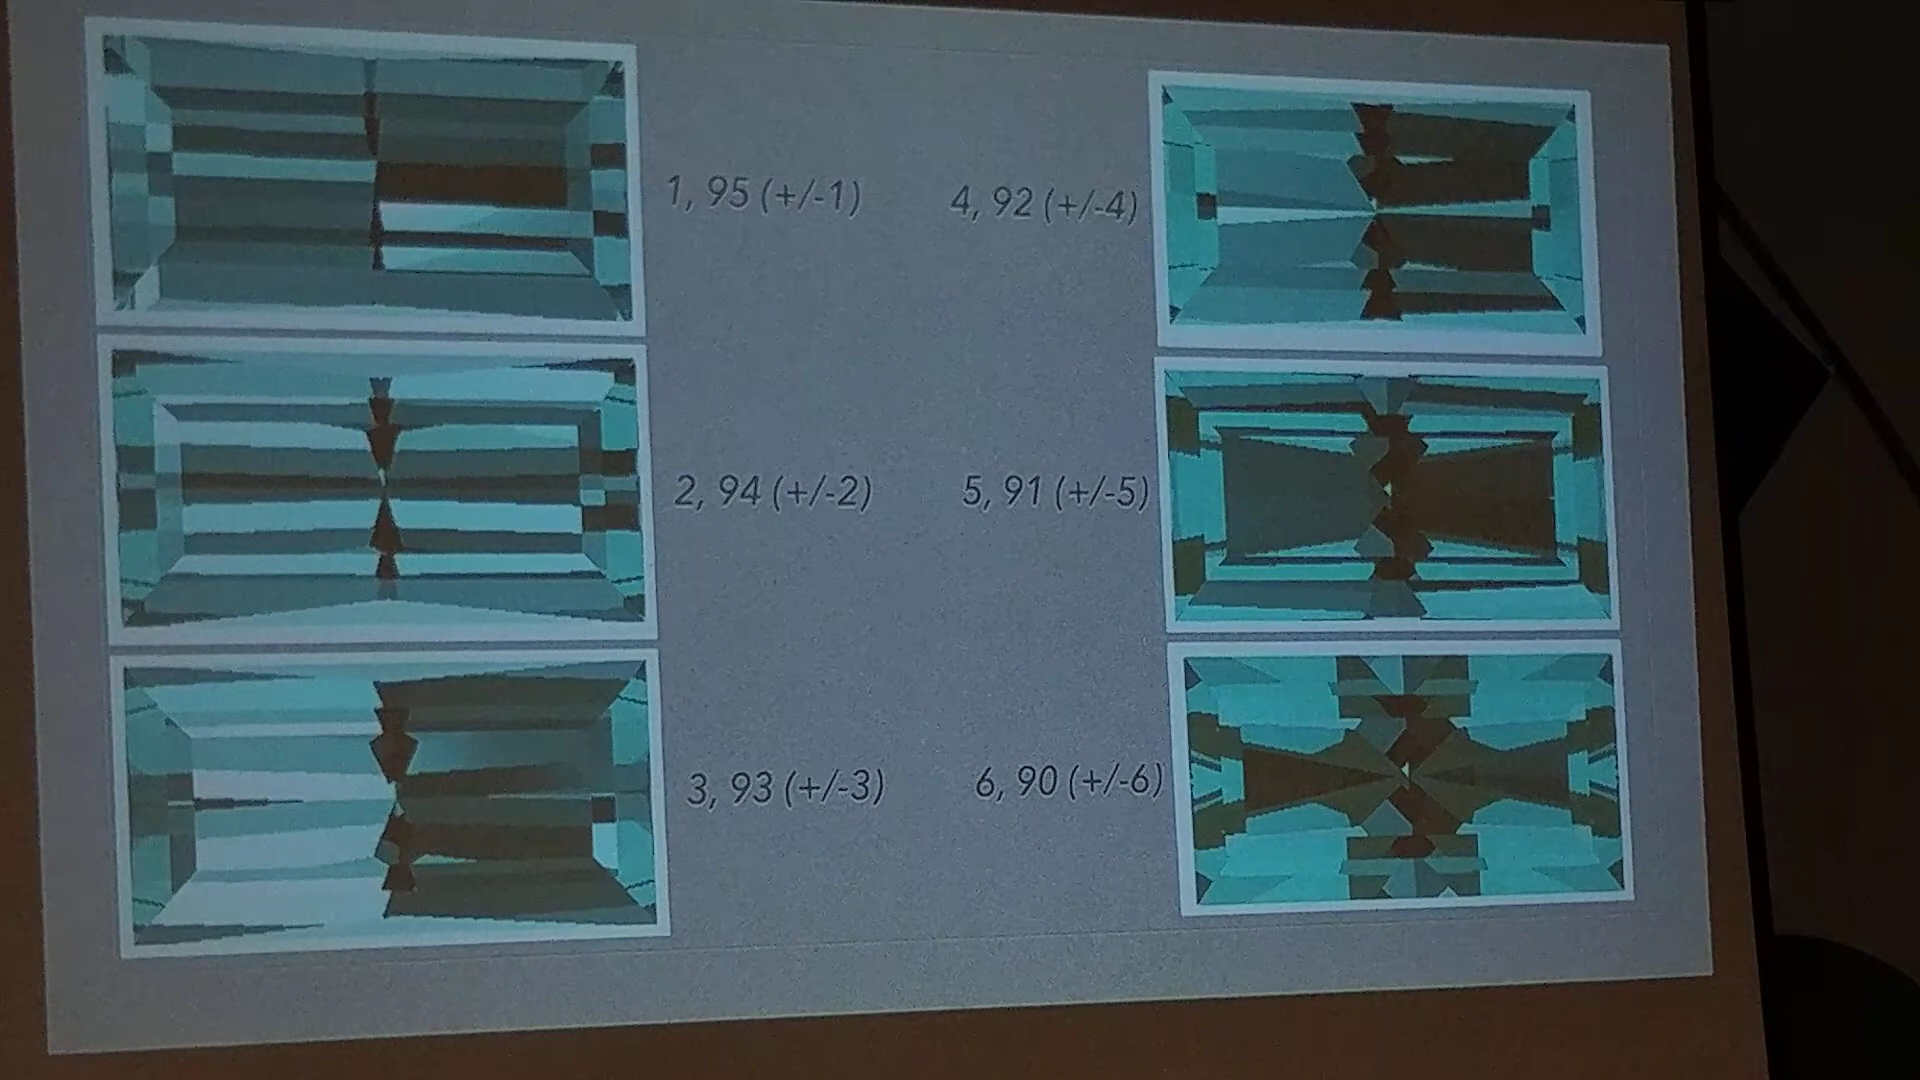 1, 95 (+/-1)
2, 94 (+/-2)
3, 93 (+/-3)
4, 92 (+/-4)
5, 91 (+/-5)
6, 90 (+/-6)